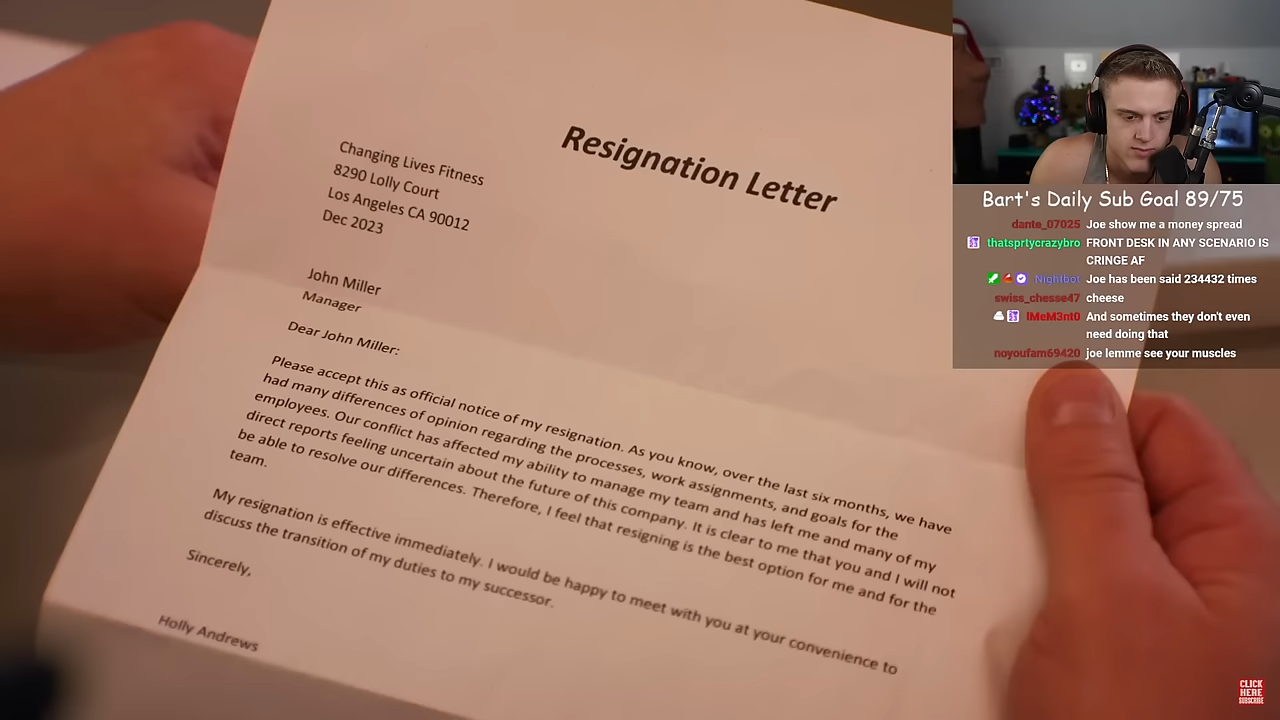 Resignation Letter
Changing Lives Fitness
8290 Lolly Court
Los Angeles CA 90012
Dec 2023
John Miller
Manager
Dear John Miller:
Please accept this as official notice of my resignation. As you know, over the last six months, we have
had many differences of opinion regarding the processes, work assignments, and goals for the
employees. Our conflict has affected my ability to manage my team and has left me and many of my
direct reports feeling uncertain about the future of this company. It is clear to me that you and I will not
be able to resolve our differences. Therefore, I feel that resigning is the best option for me and for the
team.
My resignation is effective immediately. I would be happy to meet with you at your convenience to
discuss the transition of my duties to my successor.
Sincerely,
Holly Andrews
Bart's Daily Sub Goal 89/75
dante_07025 Joe show me a money spread
thatsprtycrazybro FRONT DESK IN ANY SCENARIO IS
CRINGE AF
Nightbot Joe has been said 234432 times
swiss_chesse47 cheese
lMeM3nt0 And sometimes they don't even
need doing that
noyoufam69420 joe lemme see your muscles
CLICK
HERE
SUBSCRIBE